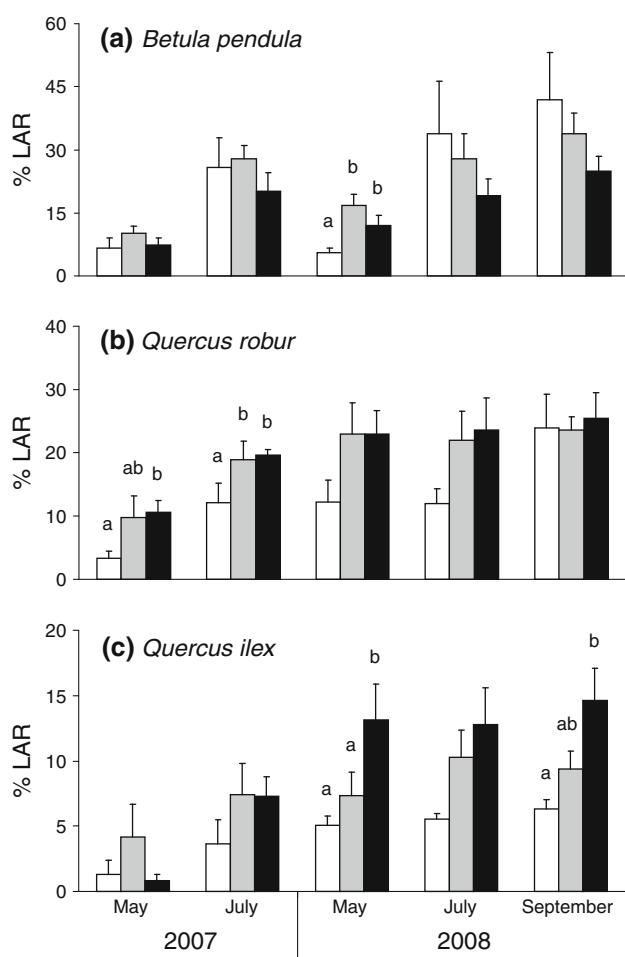 (a) Betula pendula
% LAR
60
45
30
15
0
a b b
(b) Quercus robur
% LAR
40
30
20
10
0
a ab b a b b
(c) Quercus ilex
% LAR
20
15
10
5
0
a a b a ab b
May July May July September
2007 2008